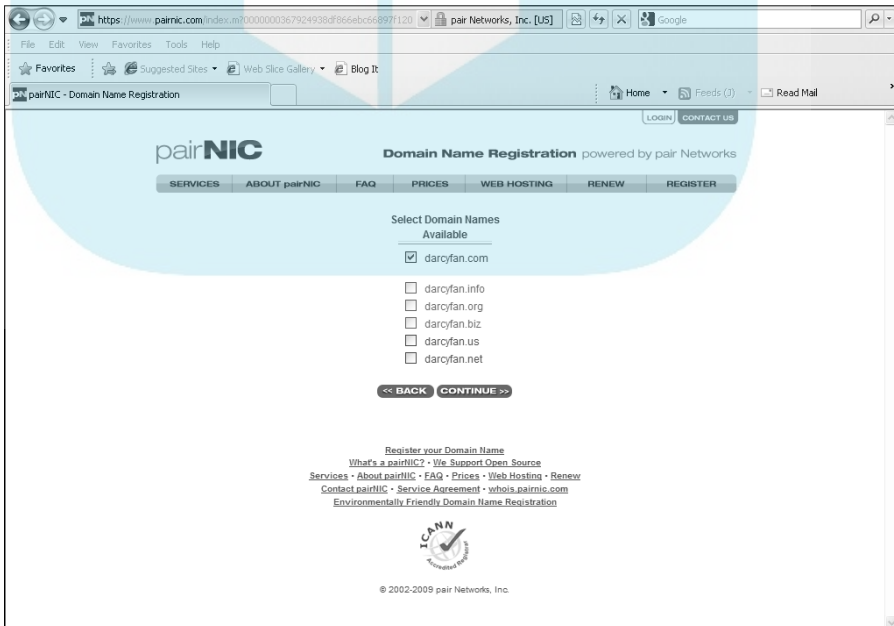 https://www.pairnic.com/index.m?0000000367924938df866ebc66897f120
pair Networks, Inc. [US]
Google
File Edit View Favorites Tools Help
Favorites Suggested Sites Web Slice Gallery Blog It
pairNIC - Domain Name Registration
Home Feeds (J) Read Mail
LOGIN CONTACT US
pairNIC
Domain Name Registration powered by pair Networks
SERVICES ABOUT pairNIC FAQ PRICES WEB HOSTING RENEW REGISTER
Select Domain Names
Available
darcyfan.com
darcyfan.info
darcyfan.org
darcyfan.biz
darcyfan.us
darcyfan.net
<< BACK CONTINUE >>
Register your Domain Name
What's a pairNIC? • We Support Open Source
Services • About pairNIC • FAQ • Prices • Web Hosting • Renew
Contact pairNIC • Service Agreement • whois.pairnic.com
Environmentally Friendly Domain Name Registration
ICANN
Accredited Registrar
© 2002-2009 pair Networks, Inc.